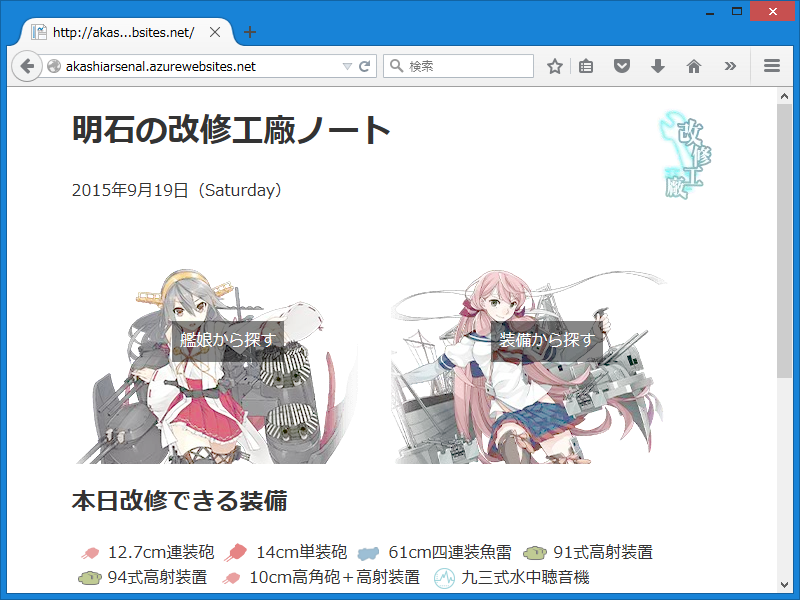 http://akas...bsites.net/
akashiarsenal.azurewebsites.net
検索
明石の改修工廠ノート
改修工廠
2015年9月19日（Saturday）
艦娘から探す
装備から探す
本日改修できる装備
12.7cm連装砲 14cm単装砲 61cm四連装魚雷 91式高射装置
94式高射装置 10cm高角砲＋高射装置 九三式水中聴音機